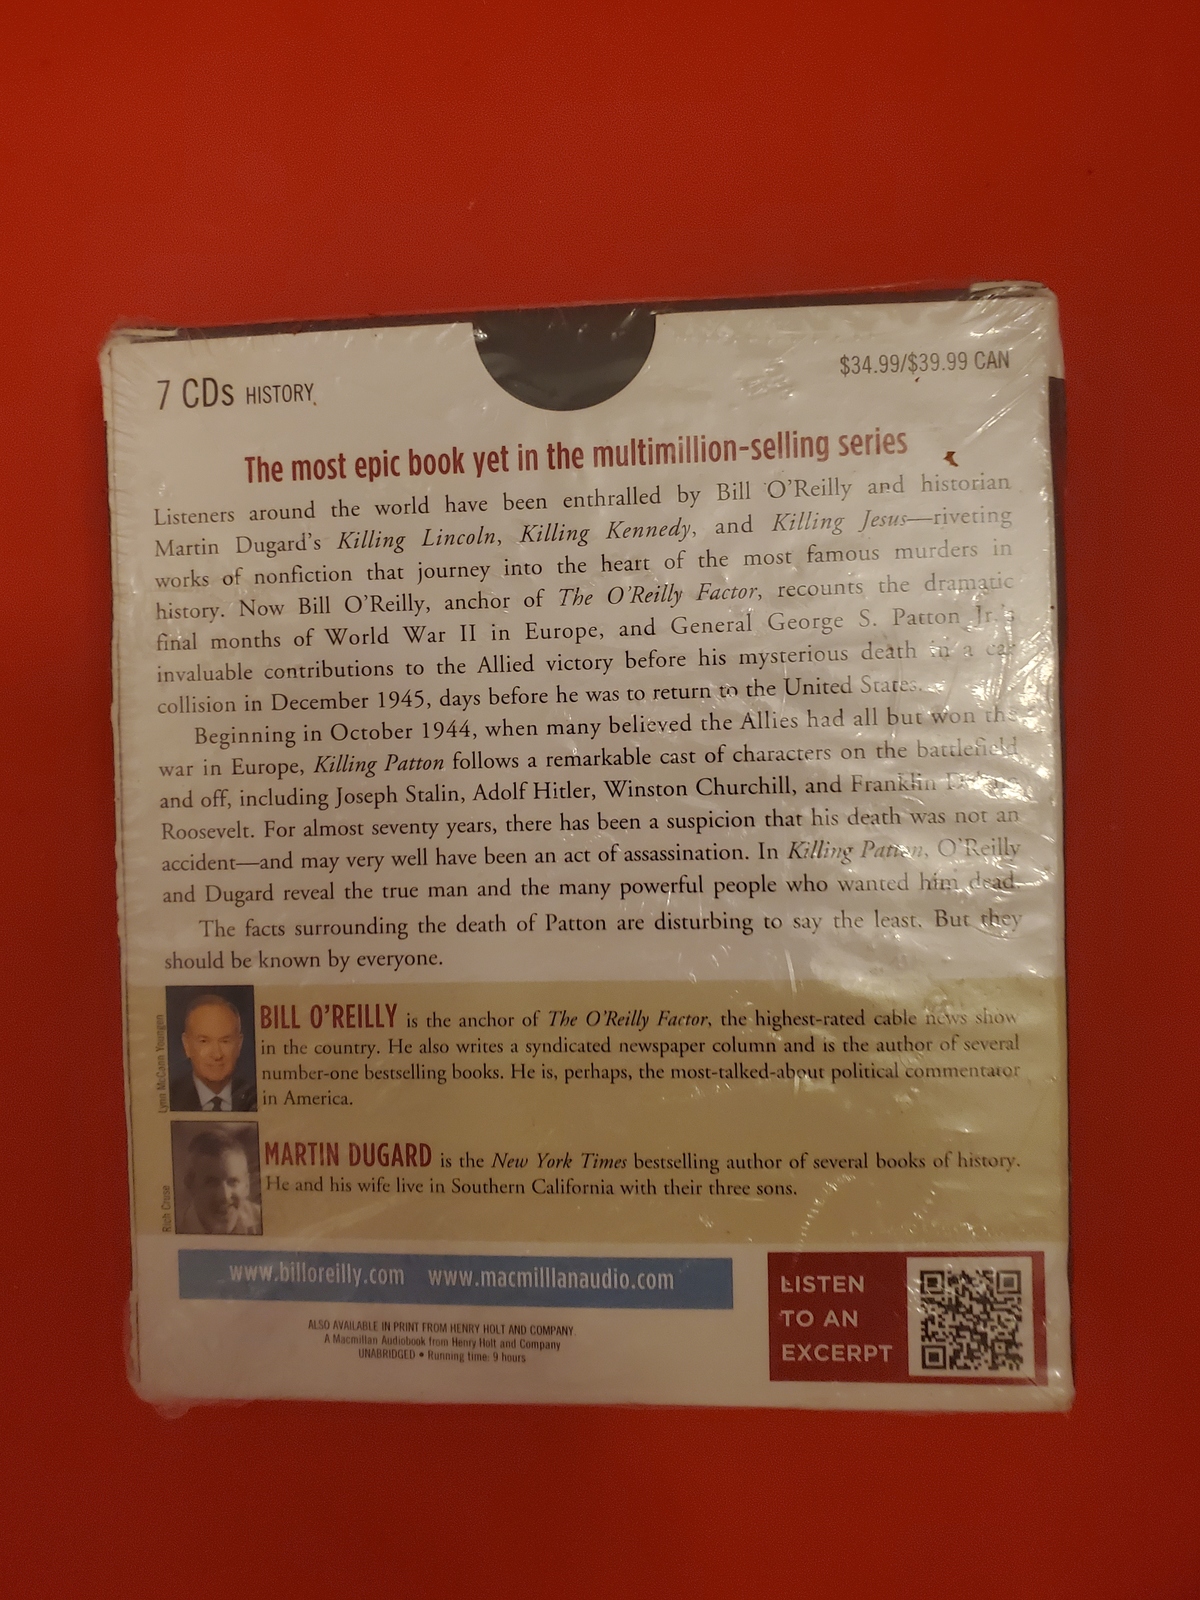 7 CDs HISTORY
$34.99/$39.99 CAN
The most epic book yet in the multimillion-selling series
Listeners around the world have been enthralled by Bill O'Reilly and historian
Martin Dugard's Killing Lincoln, Killing Kennedy, and Killing Jesus—riveting
works of nonfiction that journey into the heart of the most famous murders in
history. Now Bill O'Reilly, anchor of The O'Reilly Factor, recounts the dramatic
final months of World War II in Europe, and General George S. Patton Jr.'s
invaluable contributions to the Allied victory before his mysterious death in a car
collision in December 1945, days before he was to return to the United States.
Beginning in October 1944, when many believed the Allies had all but won the
war in Europe, Killing Patton follows a remarkable cast of characters on the battlefield
and off, including Joseph Stalin, Adolf Hitler, Winston Churchill, and Franklin
Roosevelt. For almost seventy years, there has been a suspicion that his death was not an
accident—and may very well have been an act of assassination. In Killing Patton, O'Reilly
and Dugard reveal the true man and the many powerful people who wanted him dead.
The facts surrounding the death of Patton are disturbing to say the least. But they
should be known by everyone.
Lynn McCann Youngen
BILL O'REILLY is the anchor of The O'Reilly Factor, the highest-rated cable news show
in the country. He also writes a syndicated newspaper column and is the author of several
number-one bestselling books. He is, perhaps, the most-talked-about political commentator
in America.
Rich Cruse
MARTIN DUGARD is the New York Times bestselling author of several books of history.
He and his wife live in Southern California with their three sons.
www.billoreilly.com www.macmillanaudio.com
ALSO AVAILABLE IN PRINT FROM HENRY HOLT AND COMPANY.
A Macmillan Audiobook from Henry Holt and Company
UNABRIDGED • Running time: 9 hours
LISTEN
TO AN
EXCERPT